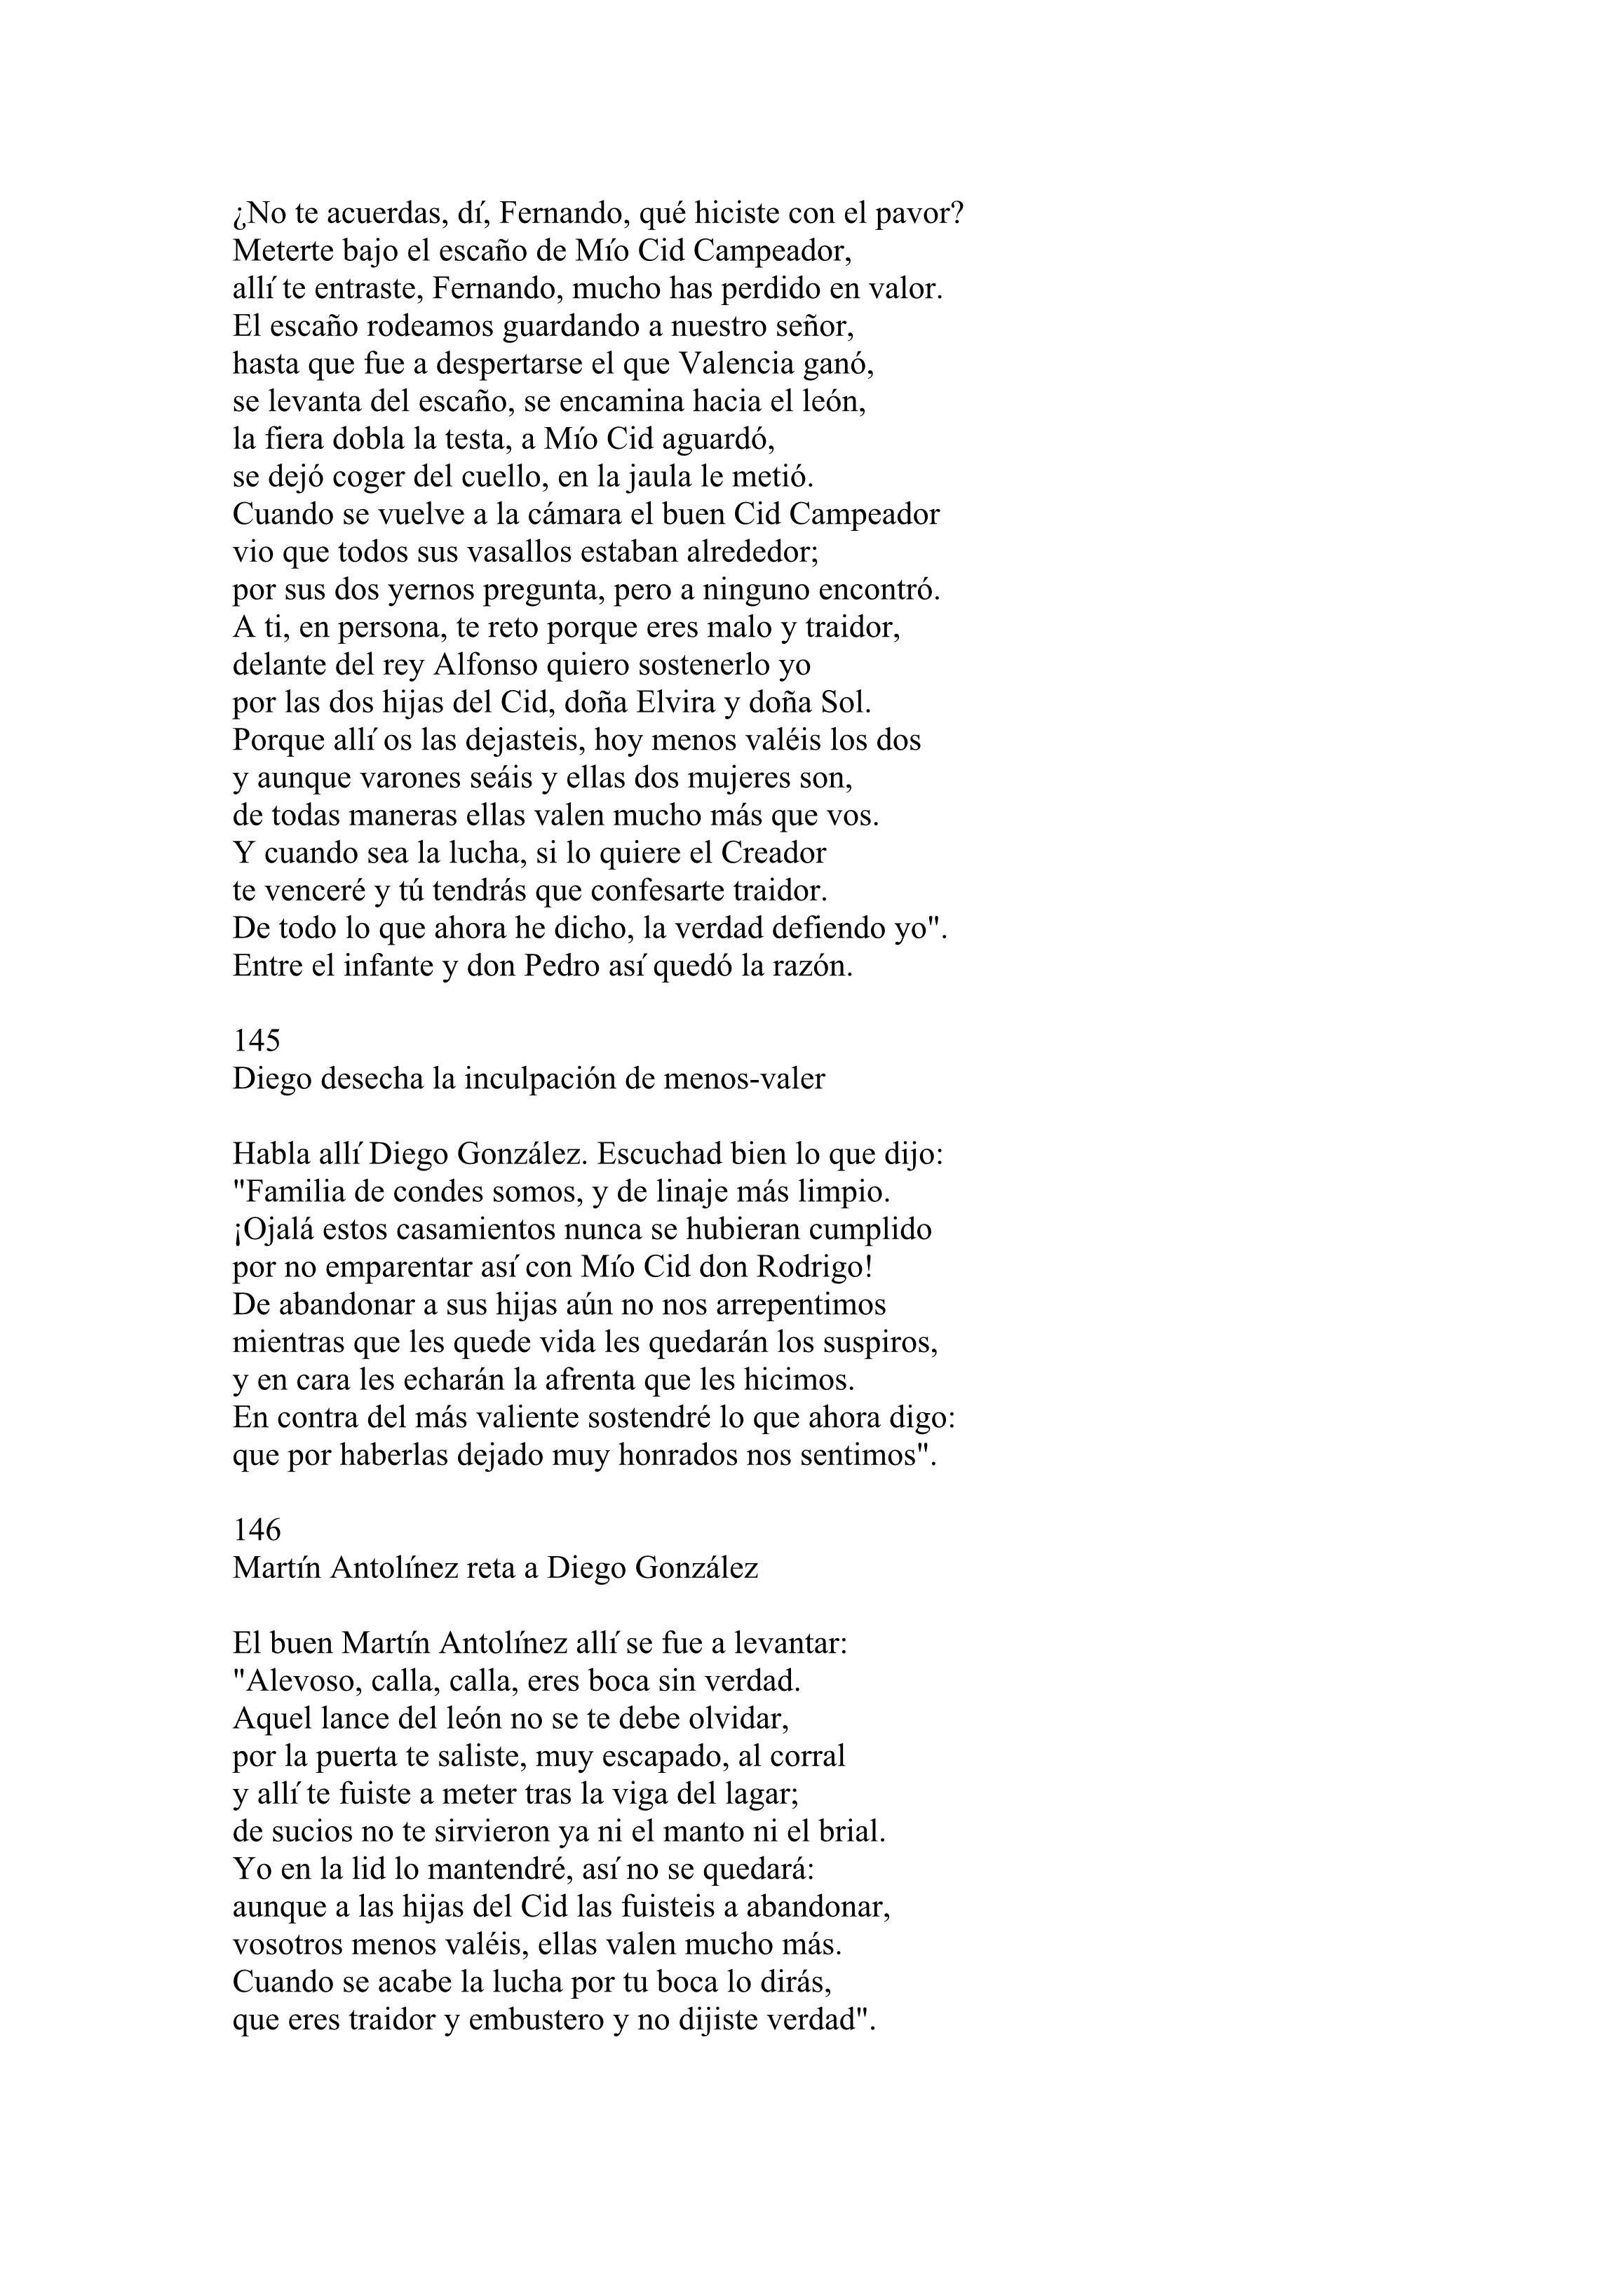 ¿No te acuerdas, dí, Fernando, qué hiciste con el pavor?
Meterte bajo el escaño de Mío Cid Campeador,
allí te entraste, Fernando, mucho has perdido en valor.
El escaño rodeamos guardando a nuestro señor,
hasta que fue a despertarse el que Valencia ganó,
se levanta del escaño, se encamina hacia el león,
la fiera dobla la testa, a Mío Cid aguardó,
se dejó coger del cuello, en la jaula le metió.
Cuando se vuelve a la cámara el buen Cid Campeador
vio que todos sus vasallos estaban alrededor;
por sus dos yernos pregunta, pero a ninguno encontró.
A ti, en persona, te reto porque eres malo y traidor,
delante del rey Alfonso quiero sostenerlo yo
por las dos hijas del Cid, doña Elvira y doña Sol.
Porque allí os las dejasteis, hoy menos valéis los dos
y aunque varones seáis y ellas dos mujeres son,
de todas maneras ellas valen mucho más que vos.
Y cuando sea la lucha, si lo quiere el Creador
te venceré y tú tendrás que confesarte traidor.
De todo lo que ahora he dicho, la verdad defiendo yo".
Entre el infante y don Pedro así quedó la razón.
145
Diego desecha la inculpación de menos-valer
Habla allí Diego González. Escuchad bien lo que dijo:
"Familia de condes somos, y de linaje más limpio.
¡Ojalá estos casamientos nunca se hubieran cumplido
por no emparentar así con Mío Cid don Rodrigo!
De abandonar a sus hijas aún no nos arrepentimos
mientras que les quede vida les quedarán los suspiros,
y en cara les echarán la afrenta que les hicimos.
En contra del más valiente sostendré lo que ahora digo:
que por haberlas dejado muy honrados nos sentimos".
146
Martín Antolínez reta a Diego González
El buen Martín Antolínez allí se fue a levantar:
"Alevoso, calla, calla, eres boca sin verdad.
Aquel lance del león no se te debe olvidar,
por la puerta te saliste, muy escapado, al corral
y allí te fuiste a meter tras la viga del lagar;
de sucios no te sirvieron ya ni el manto ni el brial.
Yo en la lid lo mantendré, así no se quedará:
aunque a las hijas del Cid las fuisteis a abandonar,
vosotros menos valéis, ellas valen mucho más.
Cuando se acabe la lucha por tu boca lo dirás,
que eres traidor y embustero y no dijiste verdad".